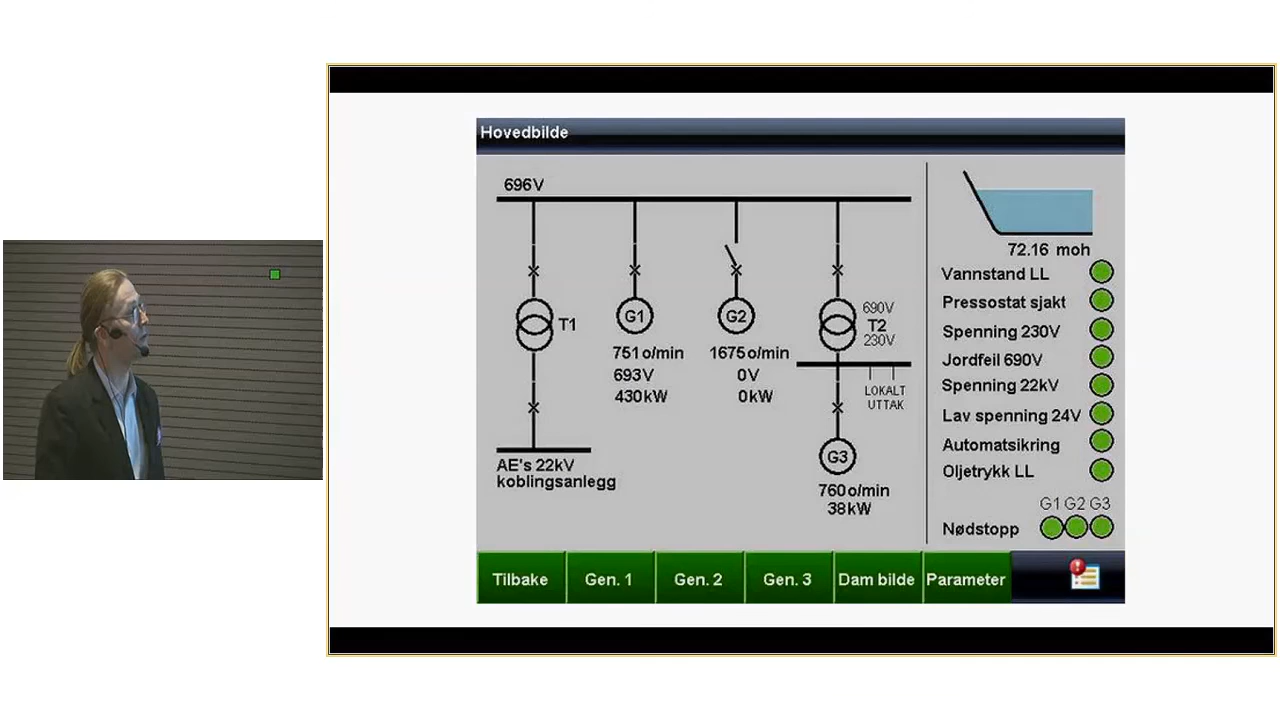 Hovedbilde
696V
T1
AE's 22kV
koblingsanlegg
G1
751 o/min
693V
430kW
G2
1675 o/min
0V
0kW
690V
T2
230V
LOKALT
UTTAK
G3
760 o/min
38kW
72.16 moh
Vannstand LL
Pressostat sjakt
Spenning 230V
Jordfeil 690V
Spenning 22kV
Lav spenning 24V
Automatsikring
Oljetrykk LL
G1 G2 G3
Nødstopp
Tilbake
Gen. 1
Gen. 2
Gen. 3
Dam bilde
Parameter